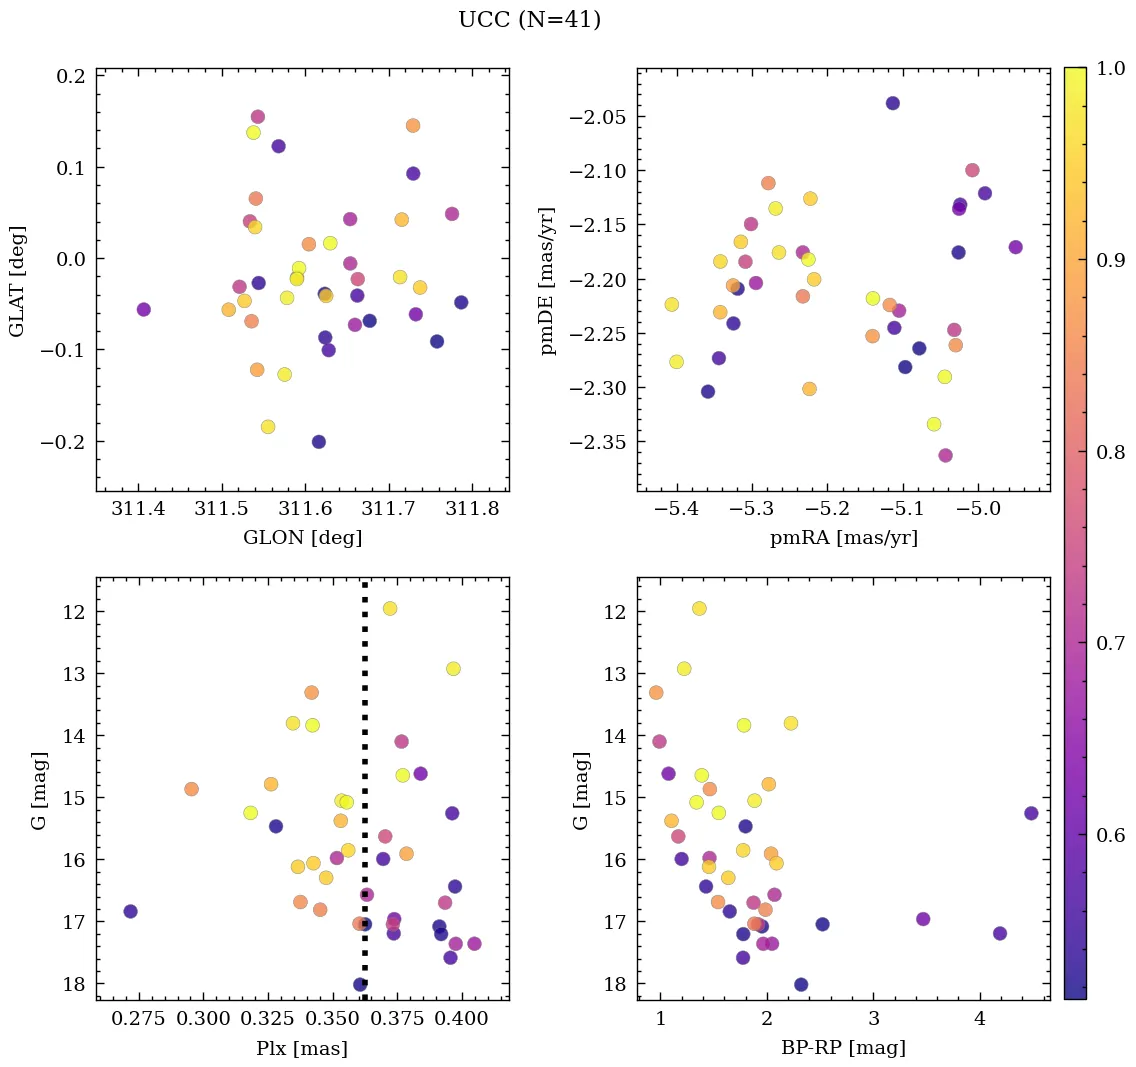 UCC (N=41)
0.2
0.1
0.0
−0.1
−0.2
GLAT [deg]
311.4 311.5 311.6 311.7 311.8
GLON [deg]
−2.05
−2.10
−2.15
−2.20
−2.25
−2.30
−2.35
pmDE [mas/yr]
−5.4 −5.3 −5.2 −5.1 −5.0
pmRA [mas/yr]
1.0
0.9
0.8
0.7
0.6
12
13
14
15
16
17
18
G [mag]
0.275 0.300 0.325 0.350 0.375 0.400
Plx [mas]
12
13
14
15
16
17
18
G [mag]
1 2 3 4
BP-RP [mag]